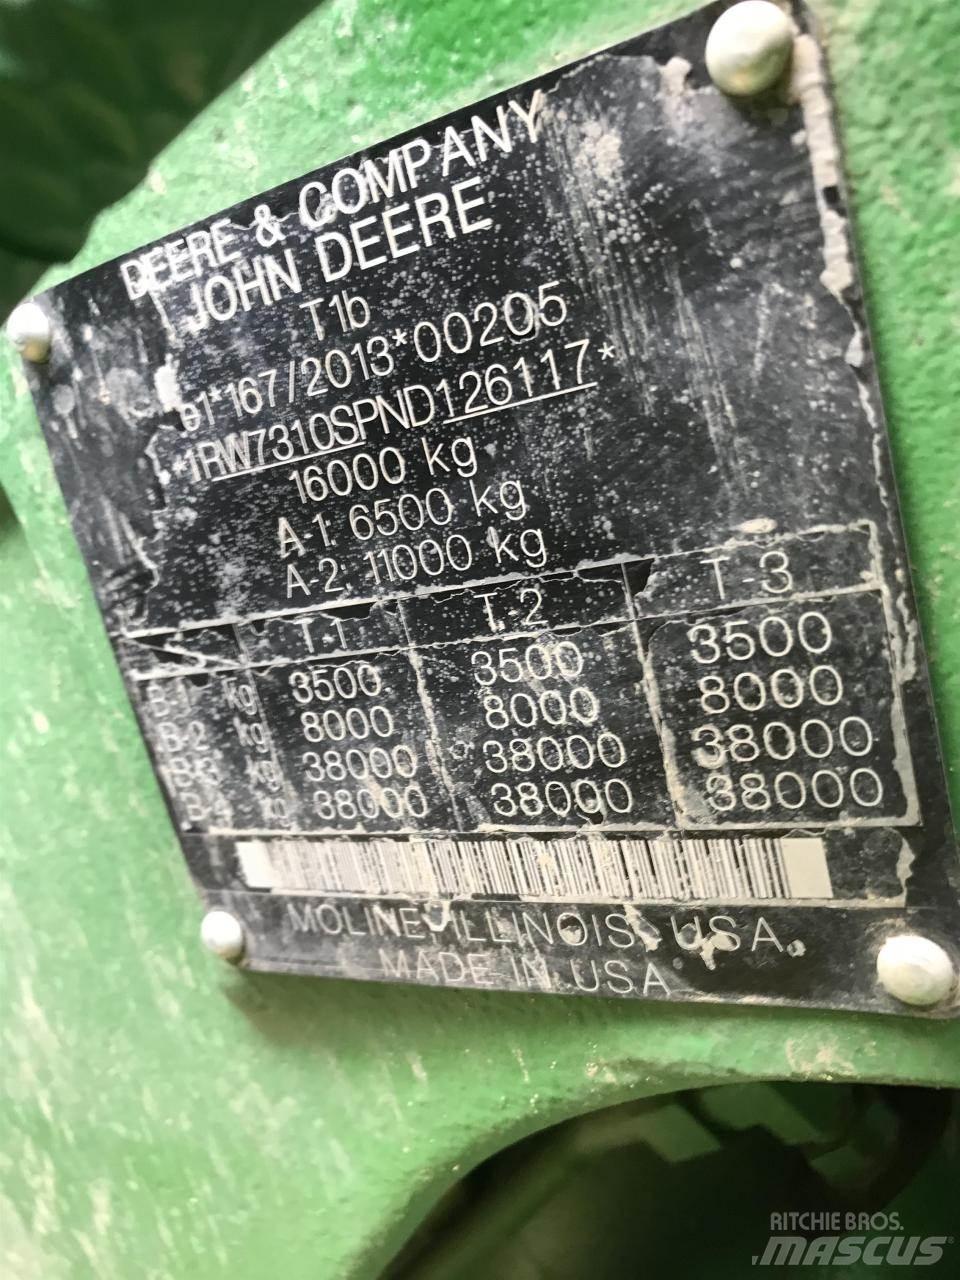 DEERE & COMPANY
JOHN DEERE
T1b
e1*167/2013*00205
*1RW7310SPND126117*
16000 kg
A-1: 6500 kg
A-2: 11000 kg
T-1 T-2 T-3
B-1 kg 3500 3500 3500
B-2 kg 8000 8000 8000
B-3 kg 38000 38000 38000
B-4 kg 38000 38000 38000
MOLINE, ILLINOIS, U.S.A.
MADE IN U.S.A.
RITCHIE BROS.
MASCUS